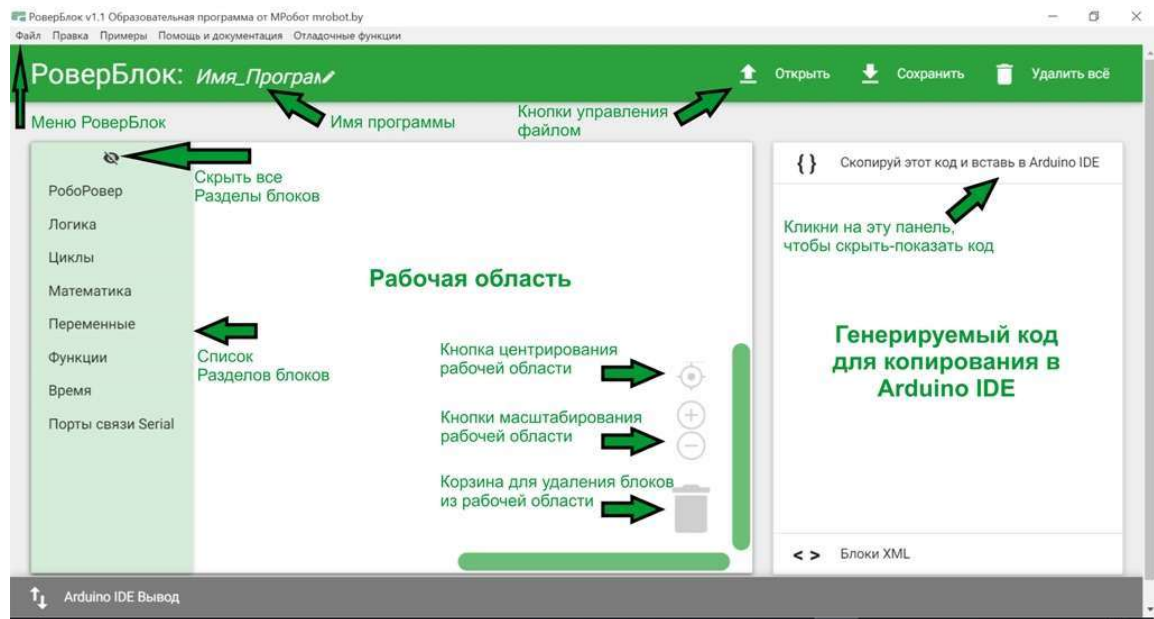 РоверБлок v1.1 Образовательная программа от МРобот mrobot.by
Файл Правка Примеры Помощь и документация Отладочные функции
РоверБлок: Имя_Програм
Открыть Сохранить Удалить всё
Меню РоверБлок
Имя программы
Кнопки управления
файлом
Скрыть все
Разделы блоков
РобоРовер
Логика
Циклы
Математика
Переменные
Функции
Время
Порты связи Serial
Список
Разделов блоков
Рабочая область
Кнопка центрирования
рабочей области
Кнопки масштабирования
рабочей области
Корзина для удаления блоков
из рабочей области
{ } Скопируй этот код и вставь в Arduino IDE
Кликни на эту панель,
чтобы скрыть-показать код
Генерируемый код
для копирования в
Arduino IDE
< > Блоки XML
Arduino IDE Вывод